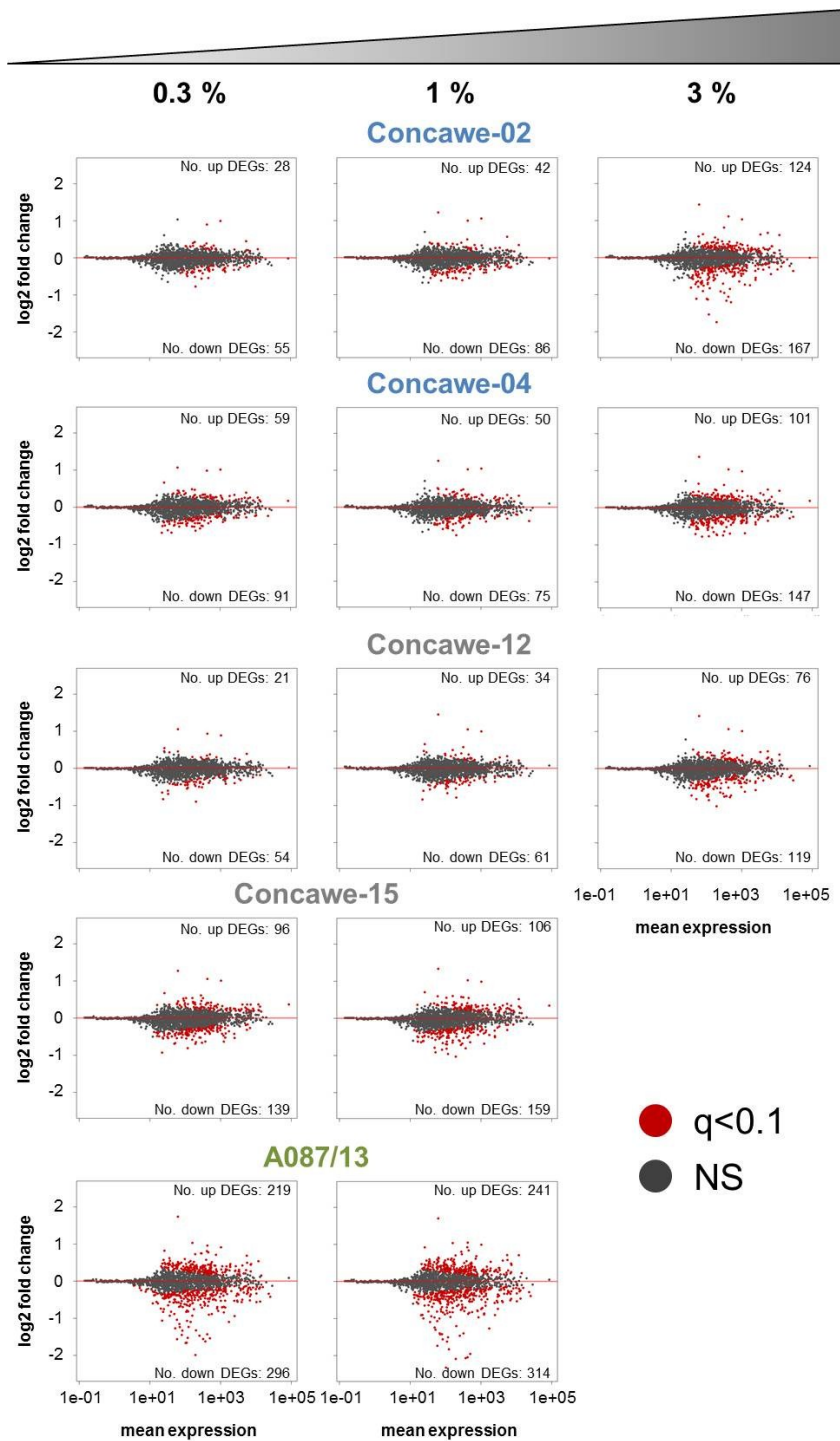 0.3 % 1 % 3 %
Concawe-02
No. up DEGs: 28 No. up DEGs: 42 No. up DEGs: 124
2
1
0
-1
-2
log2 fold change
No. down DEGs: 55 No. down DEGs: 86 No. down DEGs: 167
Concawe-04
No. up DEGs: 59 No. up DEGs: 50 No. up DEGs: 101
2
1
0
-1
-2
log2 fold change
No. down DEGs: 91 No. down DEGs: 75 No. down DEGs: 147
Concawe-12
No. up DEGs: 21 No. up DEGs: 34 No. up DEGs: 76
2
1
0
-1
-2
log2 fold change
No. down DEGs: 54 No. down DEGs: 61 No. down DEGs: 119
1e-01 1e+01 1e+03 1e+05
mean expression
Concawe-15
No. up DEGs: 96 No. up DEGs: 106
2
1
0
-1
-2
log2 fold change
No. down DEGs: 139 No. down DEGs: 159
q<0.1
NS
A087/13
No. up DEGs: 219 No. up DEGs: 241
2
1
0
-1
-2
log2 fold change
No. down DEGs: 296 No. down DEGs: 314
1e-01 1e+01 1e+03 1e+05 1e-01 1e+01 1e+03 1e+05
mean expression mean expression